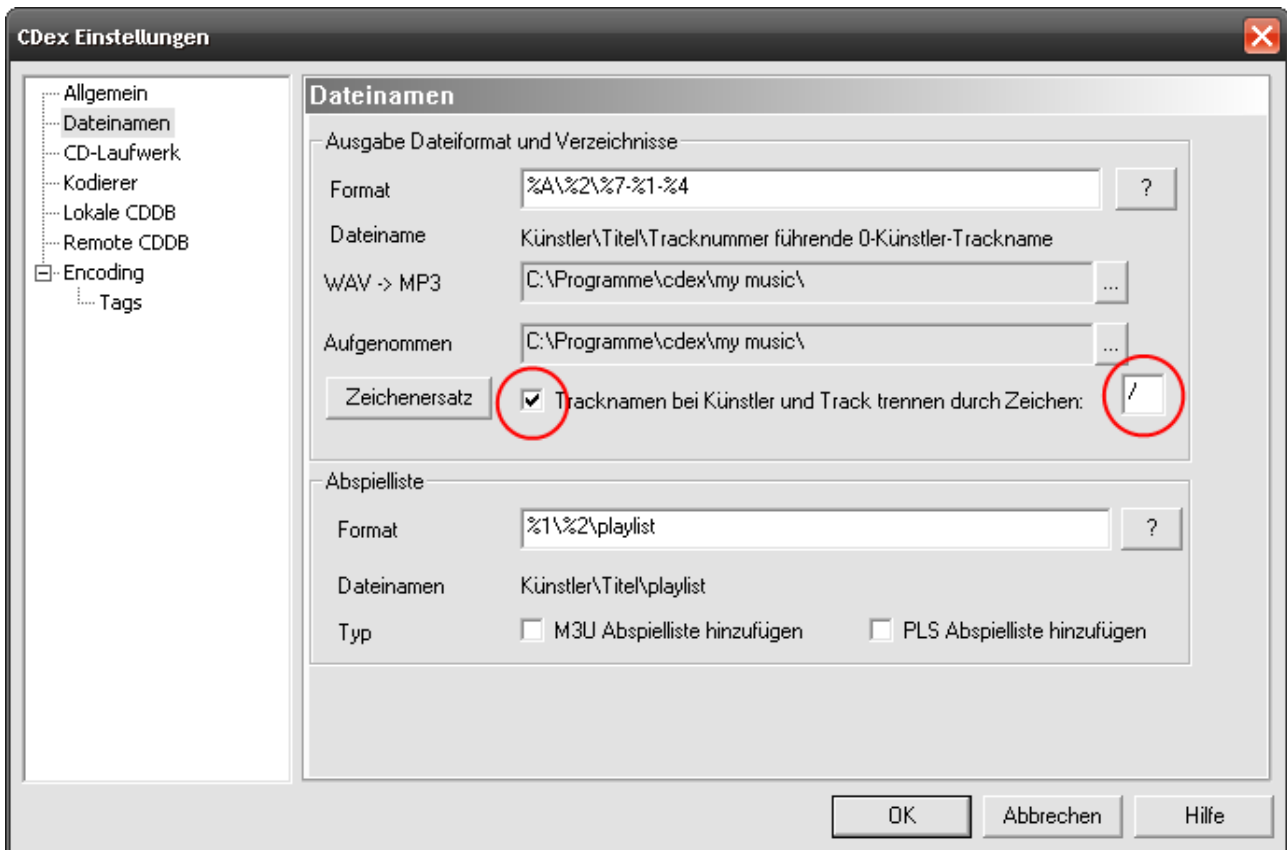 CDex Einstellungen
Allgemein
Dateinamen
CD-Laufwerk
Kodierer
Lokale CDDB
Remote CDDB
Encoding
Tags
Dateinamen
Ausgabe Dateiformat und Verzeichnisse
Format %A\%2\%7-%1-%4 ?
Dateiname Künstler\Titel\Tracknummer führende 0-Künstler-Trackname
WAV -> MP3 C:\Programme\cdex\my music\ ...
Aufgenommen C:\Programme\cdex\my music\ ...
Zeichenersatz Tracknamen bei Künstler und Track trennen durch Zeichen: /
Abspielliste
Format %1\%2\playlist ?
Dateinamen Künstler\Titel\playlist
Typ M3U Abspielliste hinzufügen PLS Abspielliste hinzufügen
OK Abbrechen Hilfe